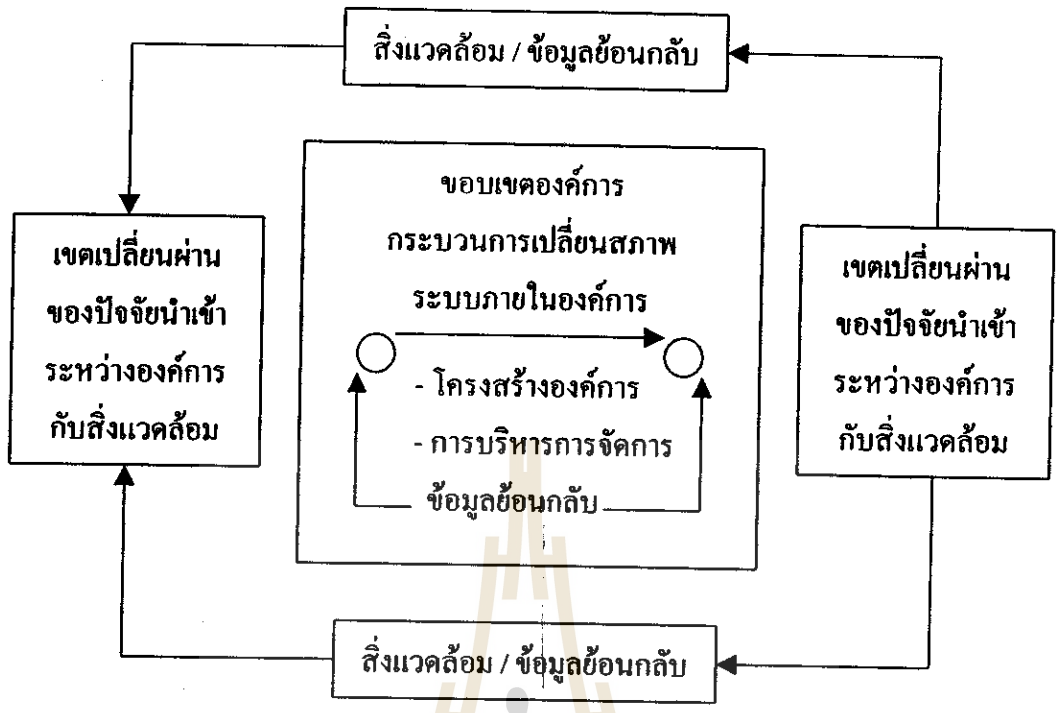 สิ่งแวดล้อม / ข้อมูลย้อนกลับ
เขตเปลี่ยนผ่าน
ของปัจจัยนำเข้า
ระหว่างองค์การ
กับสิ่งแวดล้อม
ขอบเขตองค์การ
กระบวนการเปลี่ยนสภาพ
ระบบภายในองค์การ
- โครงสร้างองค์การ
- การบริหารการจัดการ
ข้อมูลย้อนกลับ
เขตเปลี่ยนผ่าน
ของปัจจัยนำเข้า
ระหว่างองค์การ
กับสิ่งแวดล้อม
สิ่งแวดล้อม / ข้อมูลย้อนกลับ